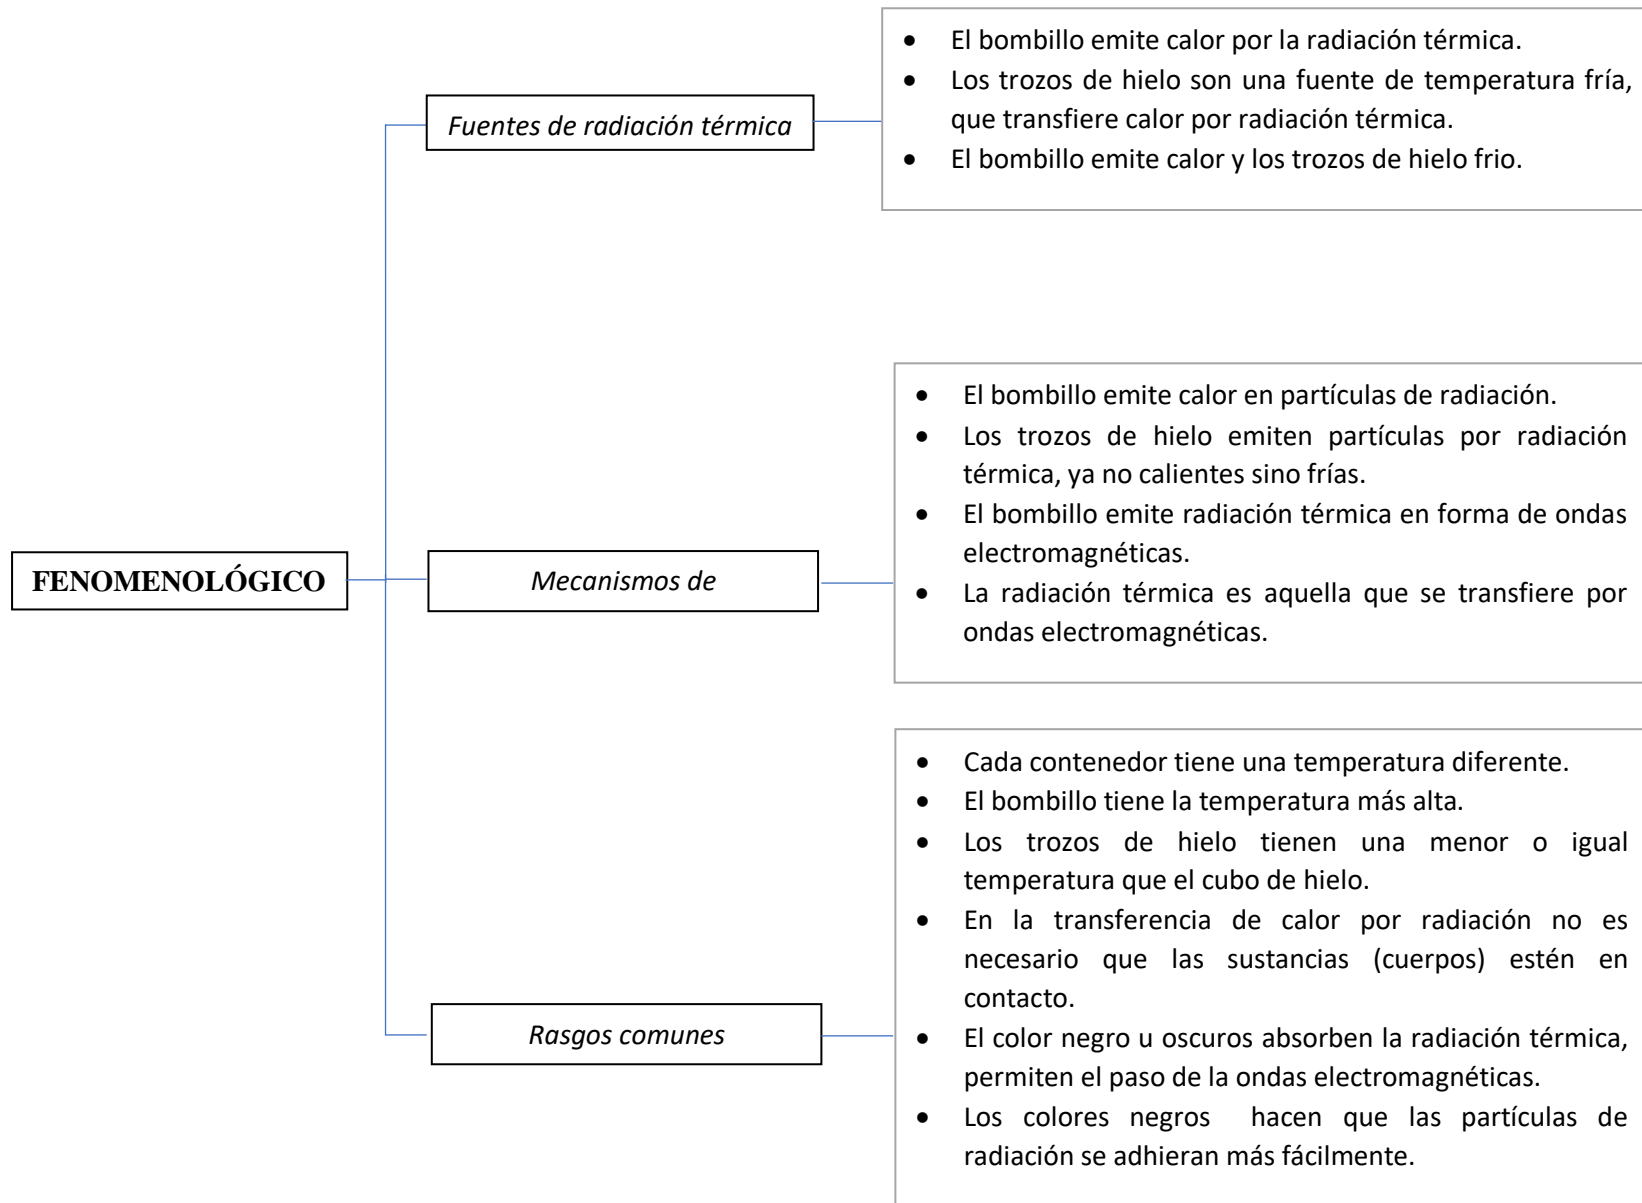 FENOMENOLÓGICO
Fuentes de radiación térmica
• El bombillo emite calor por la radiación térmica.
• Los trozos de hielo son una fuente de temperatura fría,
que transfiere calor por radiación térmica.
• El bombillo emite calor y los trozos de hielo frio.
Mecanismos de
• El bombillo emite calor en partículas de radiación.
• Los trozos de hielo emiten partículas por radiación
térmica, ya no calientes sino frías.
• El bombillo emite radiación térmica en forma de ondas
electromagnéticas.
• La radiación térmica es aquella que se transfiere por
ondas electromagnéticas.
Rasgos comunes
• Cada contenedor tiene una temperatura diferente.
• El bombillo tiene la temperatura más alta.
• Los trozos de hielo tienen una menor o igual
temperatura que el cubo de hielo.
• En la transferencia de calor por radiación no es
necesario que las sustancias (cuerpos) estén en
contacto.
• El color negro u oscuros absorben la radiación térmica,
permiten el paso de la ondas electromagnéticas.
• Los colores negros hacen que las partículas de
radiación se adhieran más fácilmente.